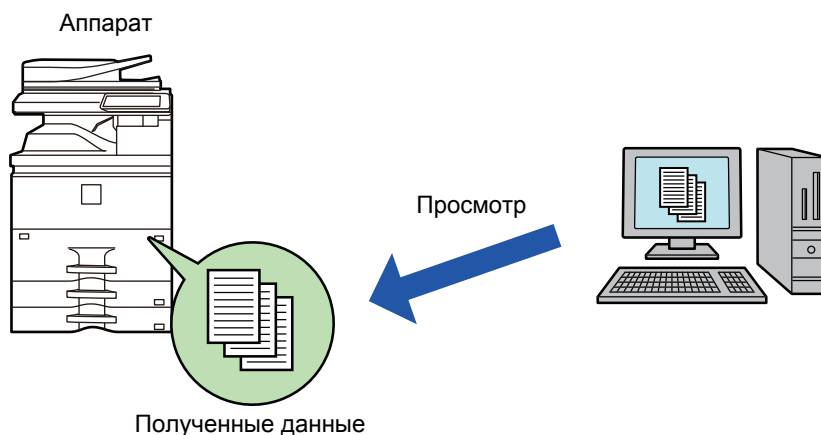 Аппарат
Просмотр
Полученные данные